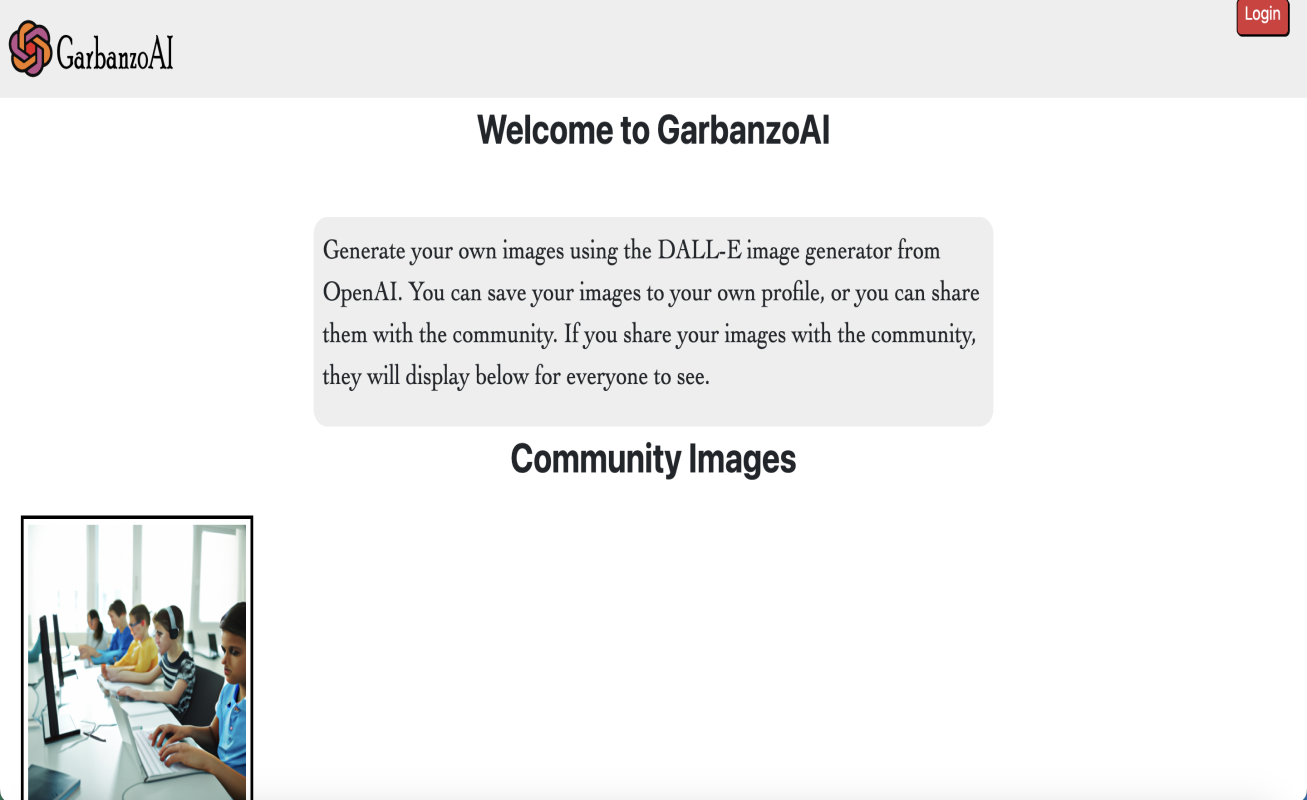 Login
GarbanzoAI
Welcome to GarbanzoAI
Generate your own images using the DALL-E image generator from
OpenAI. You can save your images to your own profile, or you can share
them with the community. If you share your images with the community,
they will display below for everyone to see.
Community Images